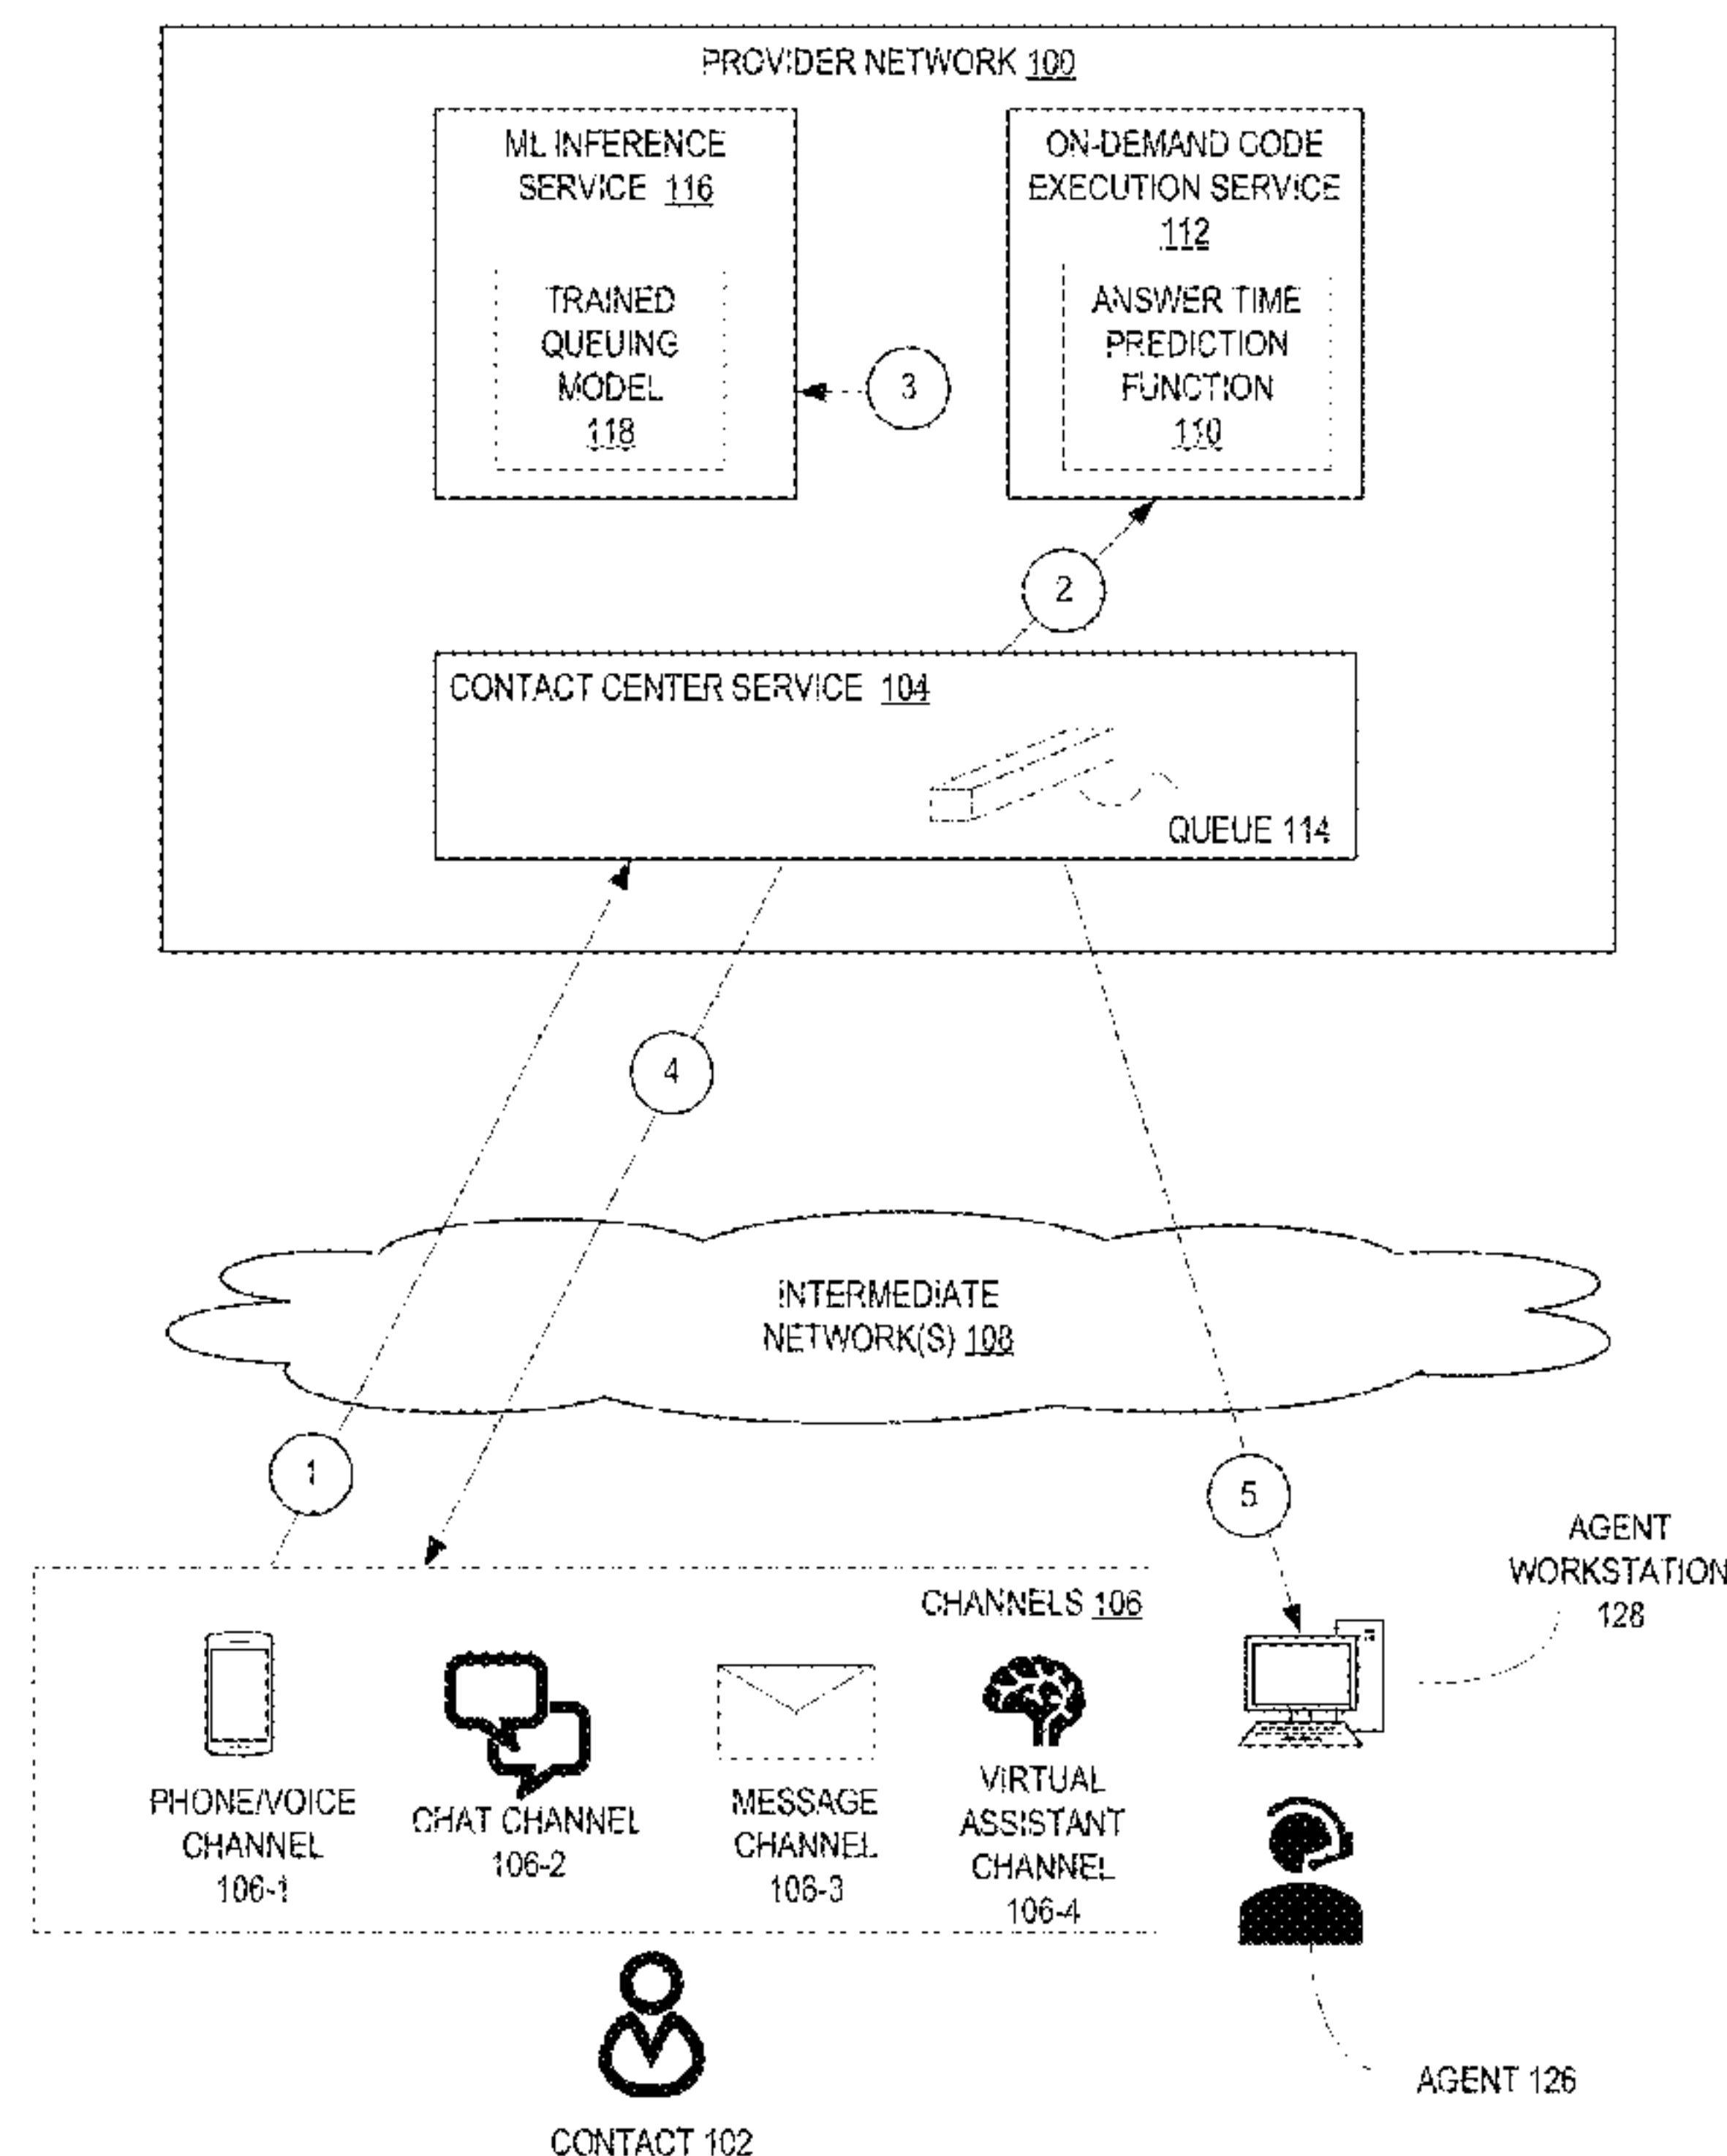 PROVIDER NETWORK 100
ML INFERENCE
SERVICE 116
TRAINED
QUEUING
MODEL
118
3
ON-DEMAND CODE
EXECUTION SERVICE
112
ANSWER TIME
PREDICTION
FUNCTION
110
2
CONTACT CENTER SERVICE 104
QUEUE 114
4
INTERMEDIATE
NETWORK(S) 108
1
5
AGENT
WORKSTATION
128
CHANNELS 106
PHONE/VOICE
CHANNEL
106-1
CHAT CHANNEL
106-2
MESSAGE
CHANNEL
106-3
VIRTUAL
ASSISTANT
CHANNEL
106-4
AGENT 126
CONTACT 102